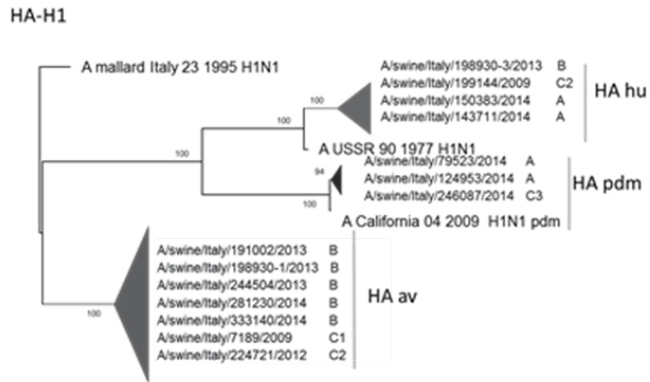 HA-H1
A mallard Italy 23 1995 H1N1
A/swine/Italy/198930-3/2013 B
A/swine/Italy/199144/2009 C2
A/swine/Italy/150383/2014 A
A/swine/Italy/143711/2014 A
HA hu
100
100
A USSR 90 1977 H1N1
100
A/swine/Italy/79523/2014 A
A/swine/Italy/124953/2014 A
A/swine/Italy/246087/2014 C3
HA pdm
94
100
A California 04 2009 H1N1 pdm
A/swine/Italy/191002/2013 B
A/swine/Italy/198930-1/2013 B
A/swine/Italy/244504/2013 B
A/swine/Italy/281230/2014 B
A/swine/Italy/333140/2014 B
A/swine/Italy/7189/2009 C1
A/swine/Italy/224721/2012 C2
HA av
100